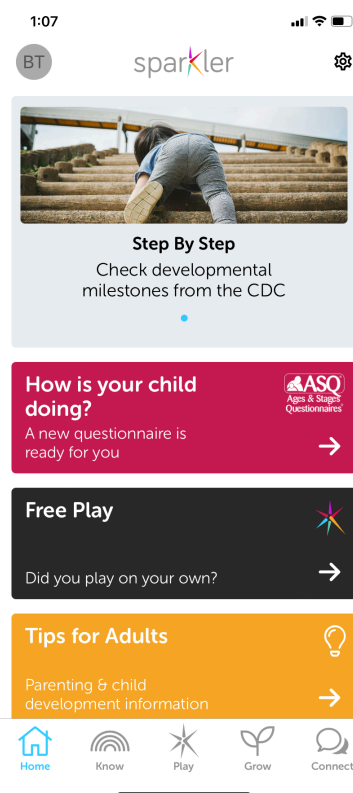 1:07
BT
sparkler
Step By Step
Check developmental
milestones from the CDC
How is your child
doing?
A new questionnaire is
ready for you
ASQ
Ages & Stages
Questionnaires®
Free Play
Did you play on your own?
Tips for Adults
Parenting & child
development information
Home
Know
Play
Grow
Connect